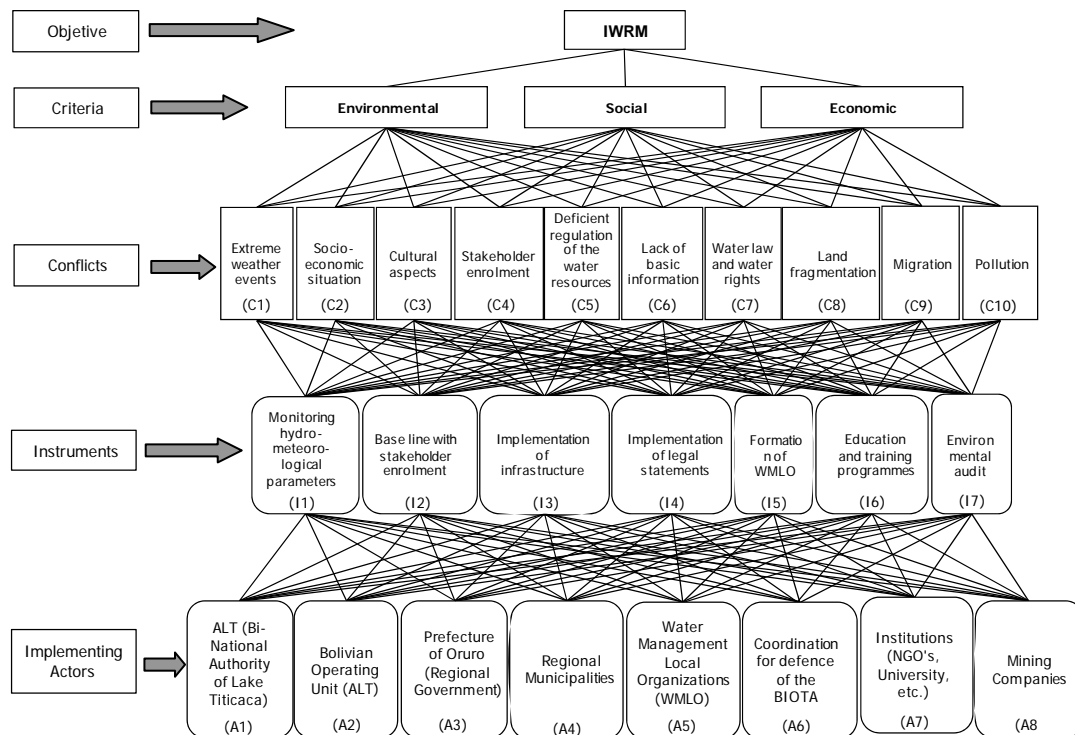 Objetive
IWRM
Criteria
Environmental
Social
Economic
Conflicts
Extreme
weather
events
(C1)
Socio-
economic
situation
(C2)
Cultural
aspects
(C3)
Stakeholder
enrolment
(C4)
Deficient
regulation
of the
water
resources
(C5)
Lack of
basic
information
(C6)
Water law
and water
rights
(C7)
Land
fragmentation
(C8)
Migration
(C9)
Pollution
(C10)
Instruments
Monitoring
hydro-
meteoro-
logical
parameters
(I1)
Base line with
stakeholder
enrolment
(I2)
Implementation
of
infrastructure
(I3)
Implementation
of legal
statements
(I4)
Formatio
n of
WMLO
(I5)
Education
and training
programmes
(I6)
Environ
mental
audit
(I7)
Implementing
Actors
ALT (Bi-
National
Authority
of Lake
Titicaca)
(A1)
Bolivian
Operating
Unit (ALT)
(A2)
Prefecture
of Oruro
(Regional
Government)
(A3)
Regional
Municipalities
(A4)
Water
Management
Local
Organizations
(WMLO)
(A5)
Coordination
for defence
of the
BIOTA
(A6)
Institutions
(NGO's,
University,
etc.)
(A7)
Mining
Companies
(A8